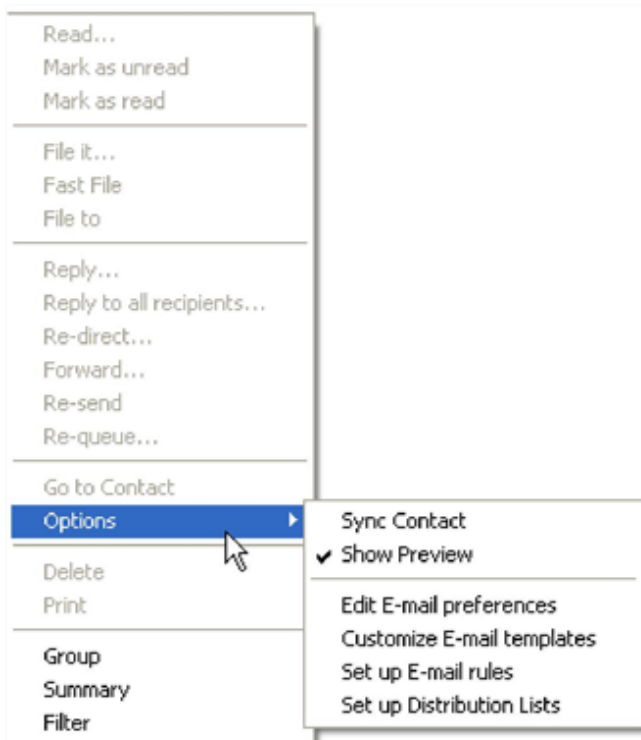 Read...
Mark as unread
Mark as read
File it...
Fast File
File to
Reply...
Reply to all recipients...
Re-direct...
Forward...
Re-send
Re-queue...
Go to Contact
Options
Delete
Print
Group
Summary
Filter
Sync Contact
Show Preview
Edit E-mail preferences
Customize E-mail templates
Set up E-mail rules
Set up Distribution Lists